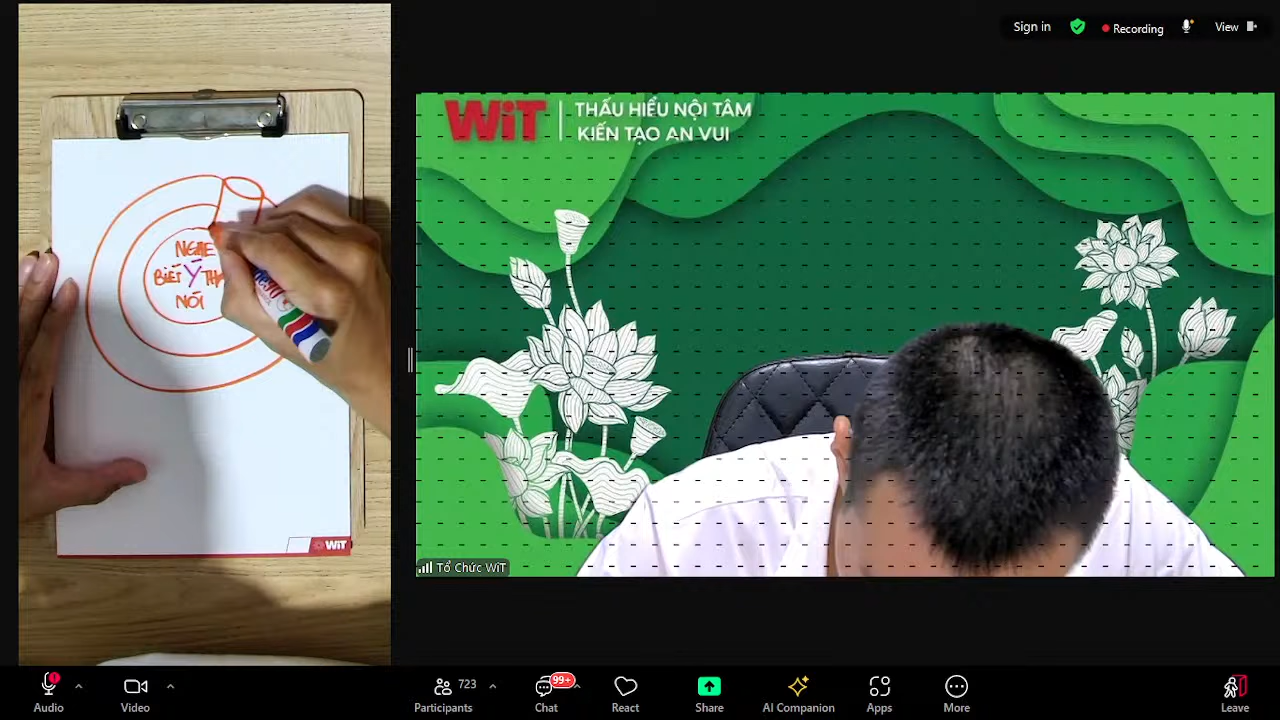 Sign in
Recording
View
WiT
THẤU HIỂU NỘI TÂM
KIẾN TẠO AN VUI
NGHE
BIẾT Ý
NÓI
WiT
Tổ Chức WiT
Audio
Video
723
Participants
99+
Chat
React
Share
AI Companion
Apps
More
Leave